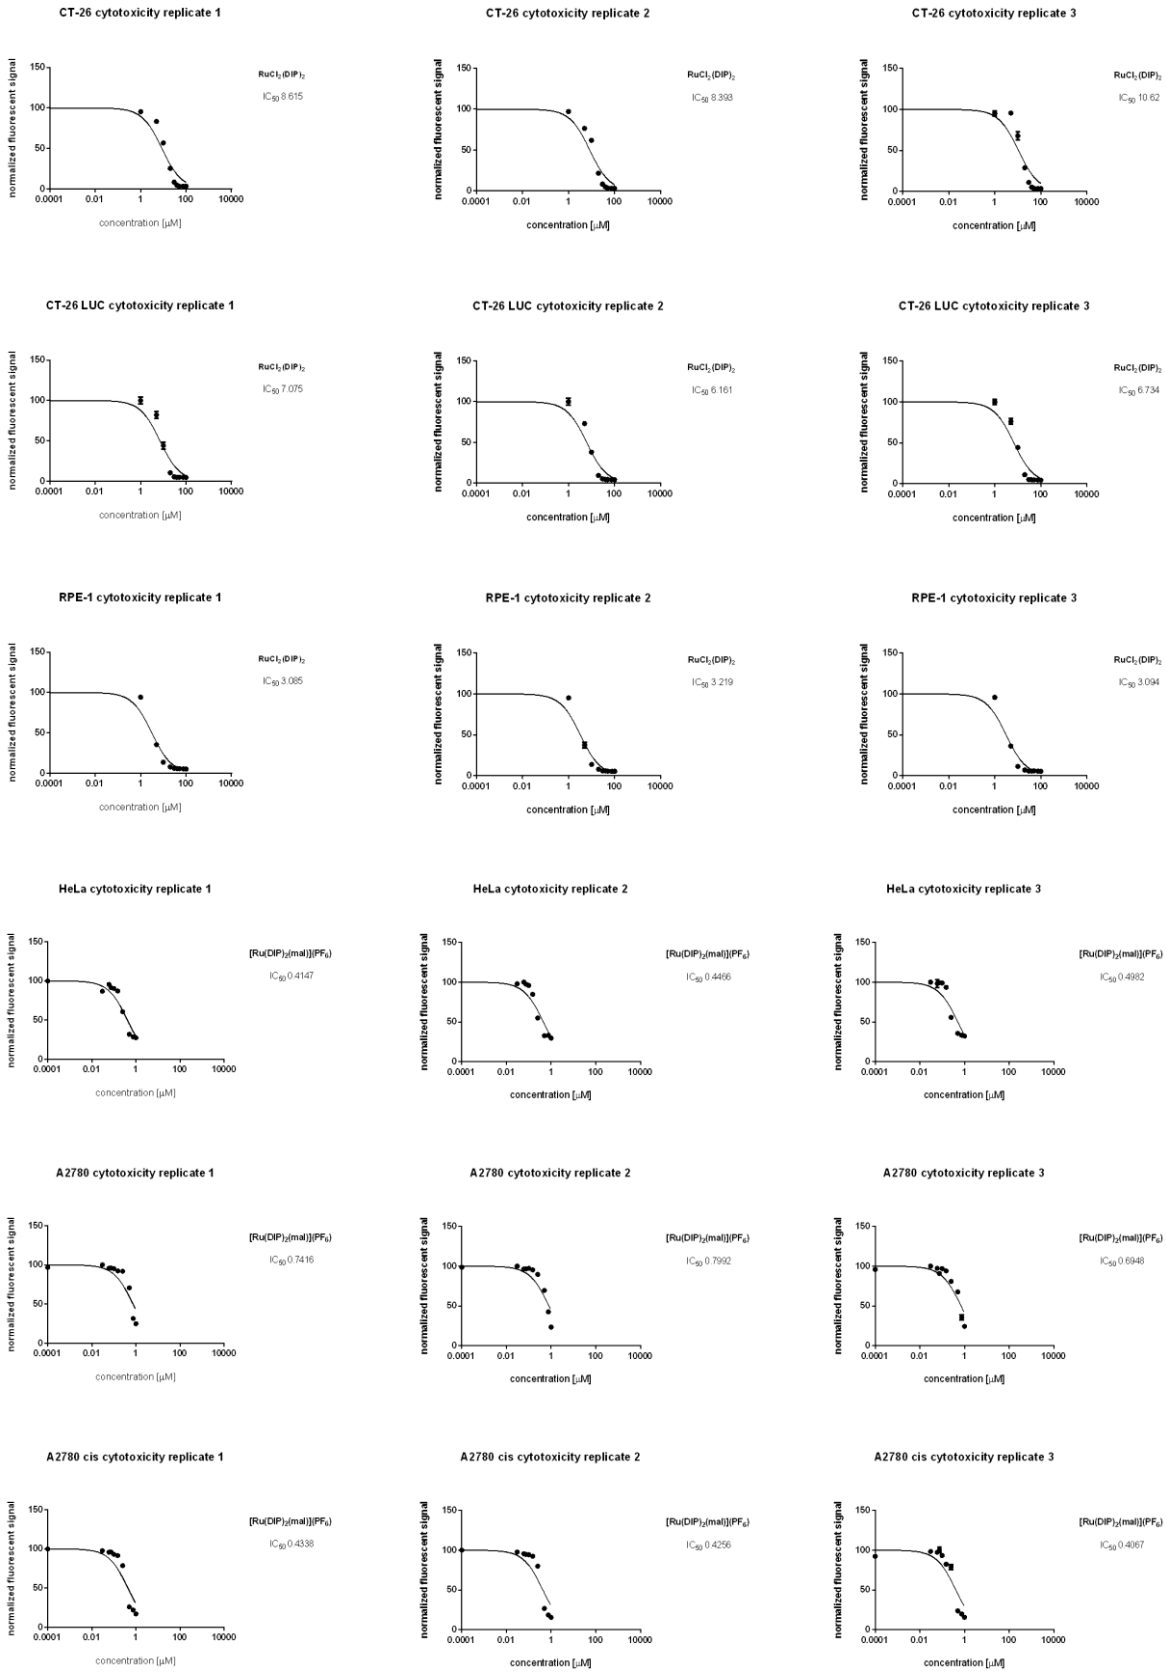 CT-26 cytotoxicity replicate 1
normalized fluorescent signal
150
100
50
0
0.0001 0.01 1 100 10000
concentration [µM]
RuCl₂(DIP)₂
IC₅₀ 8.615
CT-26 cytotoxicity replicate 2
normalized fluorescent signal
150
100
50
0
0.0001 0.01 1 100 10000
concentration [µM]
RuCl₂(DIP)₂
IC₅₀ 8.393
CT-26 cytotoxicity replicate 3
normalized fluorescent signal
150
100
50
0
0.0001 0.01 1 100 10000
concentration [µM]
RuCl₂(DIP)₂
IC₅₀ 10.62
CT-26 LUC cytotoxicity replicate 1
normalized fluorescent signal
150
100
50
0
0.0001 0.01 1 100 10000
concentration [µM]
RuCl₂(DIP)₂
IC₅₀ 7.075
CT-26 LUC cytotoxicity replicate 2
normalized fluorescent signal
150
100
50
0
0.0001 0.01 1 100 10000
concentration [µM]
RuCl₂(DIP)₂
IC₅₀ 6.161
CT-26 LUC cytotoxicity replicate 3
normalized fluorescent signal
150
100
50
0
0.0001 0.01 1 100 10000
concentration [µM]
RuCl₂(DIP)₂
IC₅₀ 6.734
RPE-1 cytotoxicity replicate 1
normalized fluorescent signal
150
100
50
0
0.0001 0.01 1 100 10000
concentration [µM]
RuCl₂(DIP)₂
IC₅₀ 3.085
RPE-1 cytotoxicity replicate 2
normalized fluorescent signal
150
100
50
0
0.0001 0.01 1 100 10000
concentration [µM]
RuCl₂(DIP)₂
IC₅₀ 3.219
RPE-1 cytotoxicity replicate 3
normalized fluorescent signal
150
100
50
0
0.0001 0.01 1 100 10000
concentration [µM]
RuCl₂(DIP)₂
IC₅₀ 3.094
HeLa cytotoxicity replicate 1
normalized fluorescent signal
150
100
50
0
0.0001 0.01 1 100 10000
concentration [µM]
[Ru(DIP)₂(mal)](PF₆)
IC₅₀ 0.4147
HeLa cytotoxicity replicate 2
normalized fluorescent signal
150
100
50
0
0.0001 0.01 1 100 10000
concentration [µM]
[Ru(DIP)₂(mal)](PF₆)
IC₅₀ 0.4466
HeLa cytotoxicity replicate 3
normalized fluorescent signal
150
100
50
0
0.0001 0.01 1 100 10000
concentration [µM]
[Ru(DIP)₂(mal)](PF₆)
IC₅₀ 0.4982
A2780 cytotoxicity replicate 1
normalized fluorescent signal
150
100
50
0
0.0001 0.01 1 100 10000
concentration [µM]
[Ru(DIP)₂(mal)](PF₆)
IC₅₀ 0.7416
A2780 cytotoxicity replicate 2
normalized fluorescent signal
150
100
50
0
0.0001 0.01 1 100 10000
concentration [µM]
[Ru(DIP)₂(mal)](PF₆)
IC₅₀ 0.7992
A2780 cytotoxicity replicate 3
normalized fluorescent signal
150
100
50
0
0.0001 0.01 1 100 10000
concentration [µM]
[Ru(DIP)₂(mal)](PF₆)
IC₅₀ 0.6948
A2780 cis cytotoxicity replicate 1
normalized fluorescent signal
150
100
50
0
0.0001 0.01 1 100 10000
concentration [µM]
[Ru(DIP)₂(mal)](PF₆)
IC₅₀ 0.4338
A2780 cis cytotoxicity replicate 2
normalized fluorescent signal
150
100
50
0
0.0001 0.01 1 100 10000
concentration [µM]
[Ru(DIP)₂(mal)](PF₆)
IC₅₀ 0.4256
A2780 cis cytotoxicity replicate 3
normalized fluorescent signal
150
100
50
0
0.0001 0.01 1 100 10000
concentration [µM]
[Ru(DIP)₂(mal)](PF₆)
IC₅₀ 0.4067